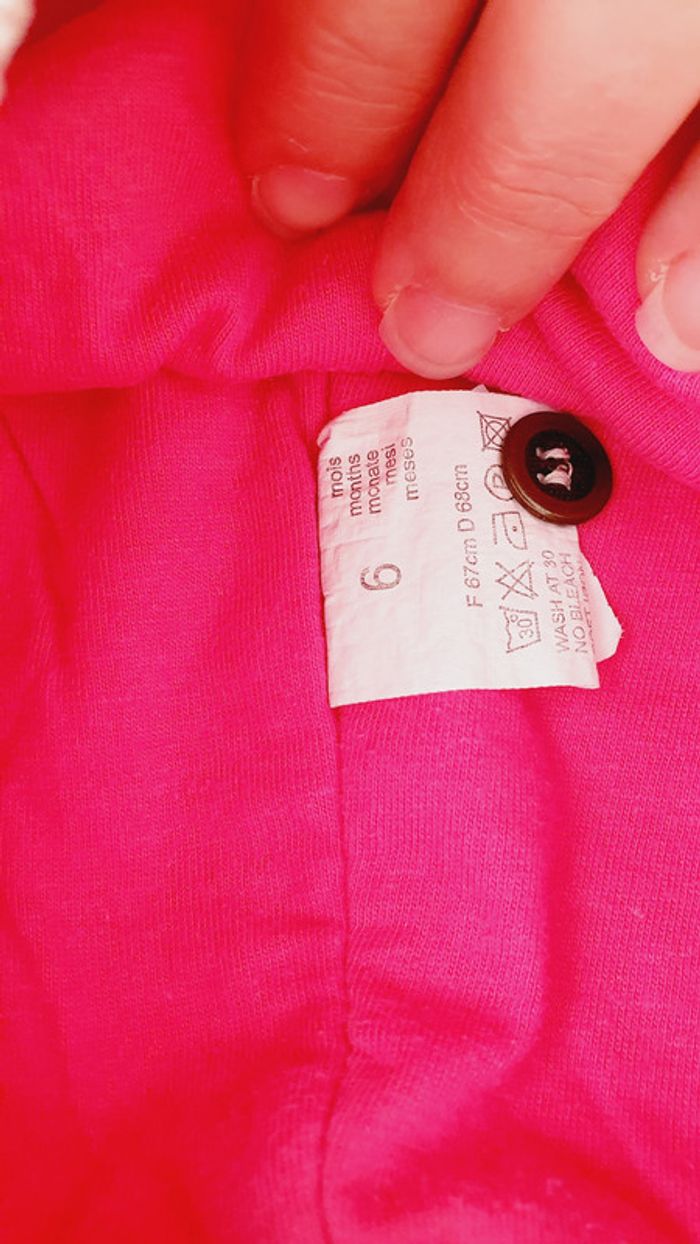 mois
months
monate
mesi
meses
6
F 67cm D 68cm
30
P
WASH AT 30
NO BLEACH